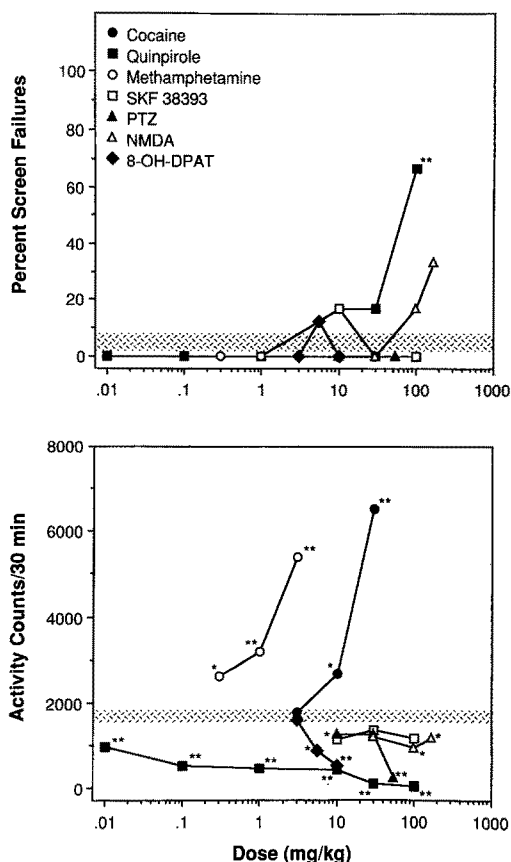 Cocaine
Quinpirole
Methamphetamine
SKF 38393
PTZ
NMDA
8-OH-DPAT
Percent Screen Failures
100
80
60
40
20
0
**
.01 .1 1 10 100 1000
Activity Counts/30 min
8000
6000
4000
2000
0
**
**
**
*
*
**
*
*
*
**
**
**
**
**
**
**
**
.01 .1 1 10 100 1000
Dose (mg/kg)